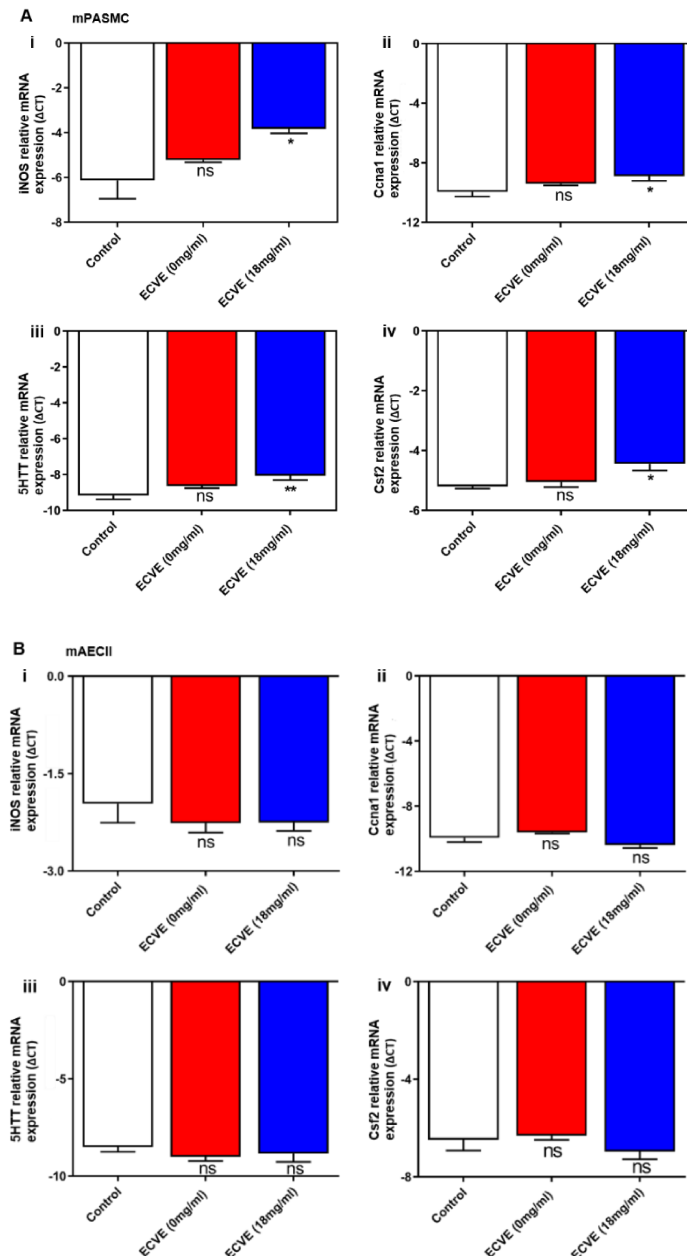 A
mPASMC
i
iNOS relative mRNA
expression (ΔCT)
0
-2
-4
-6
-8
ns
*
Control
ECVE (0mg/ml)
ECVE (18mg/ml)
ii
Ccna1 relative mRNA
expression (ΔCT)
0
-4
-8
-12
ns
*
Control
ECVE (0mg/ml)
ECVE (18mg/ml)
iii
5HTT relative mRNA
expression (ΔCT)
0
-2
-4
-6
-8
-10
ns
**
Control
ECVE (0mg/ml)
ECVE (18mg/ml)
iv
Csf2 relative mRNA
expression (ΔCT)
0
-2
-4
-6
ns
*
Control
ECVE (0mg/ml)
ECVE (18mg/ml)
B
mAECII
i
iNOS relative mRNA
expression (ΔCT)
0.0
-1.5
-3.0
ns
ns
Control
ECVE (0mg/ml)
ECVE (18mg/ml)
ii
Ccna1 relative mRNA
expression (ΔCT)
0
-4
-8
-12
ns
ns
Control
ECVE (0mg/ml)
ECVE (18mg/ml)
iii
5HTT relative mRNA
expression (ΔCT)
0
-5
-10
ns
ns
Control
ECVE (0mg/ml)
ECVE (18mg/ml)
iv
Csf2 relative mRNA
expression (ΔCT)
0
-4
-8
ns
ns
Control
ECVE (0mg/ml)
ECVE (18mg/ml)